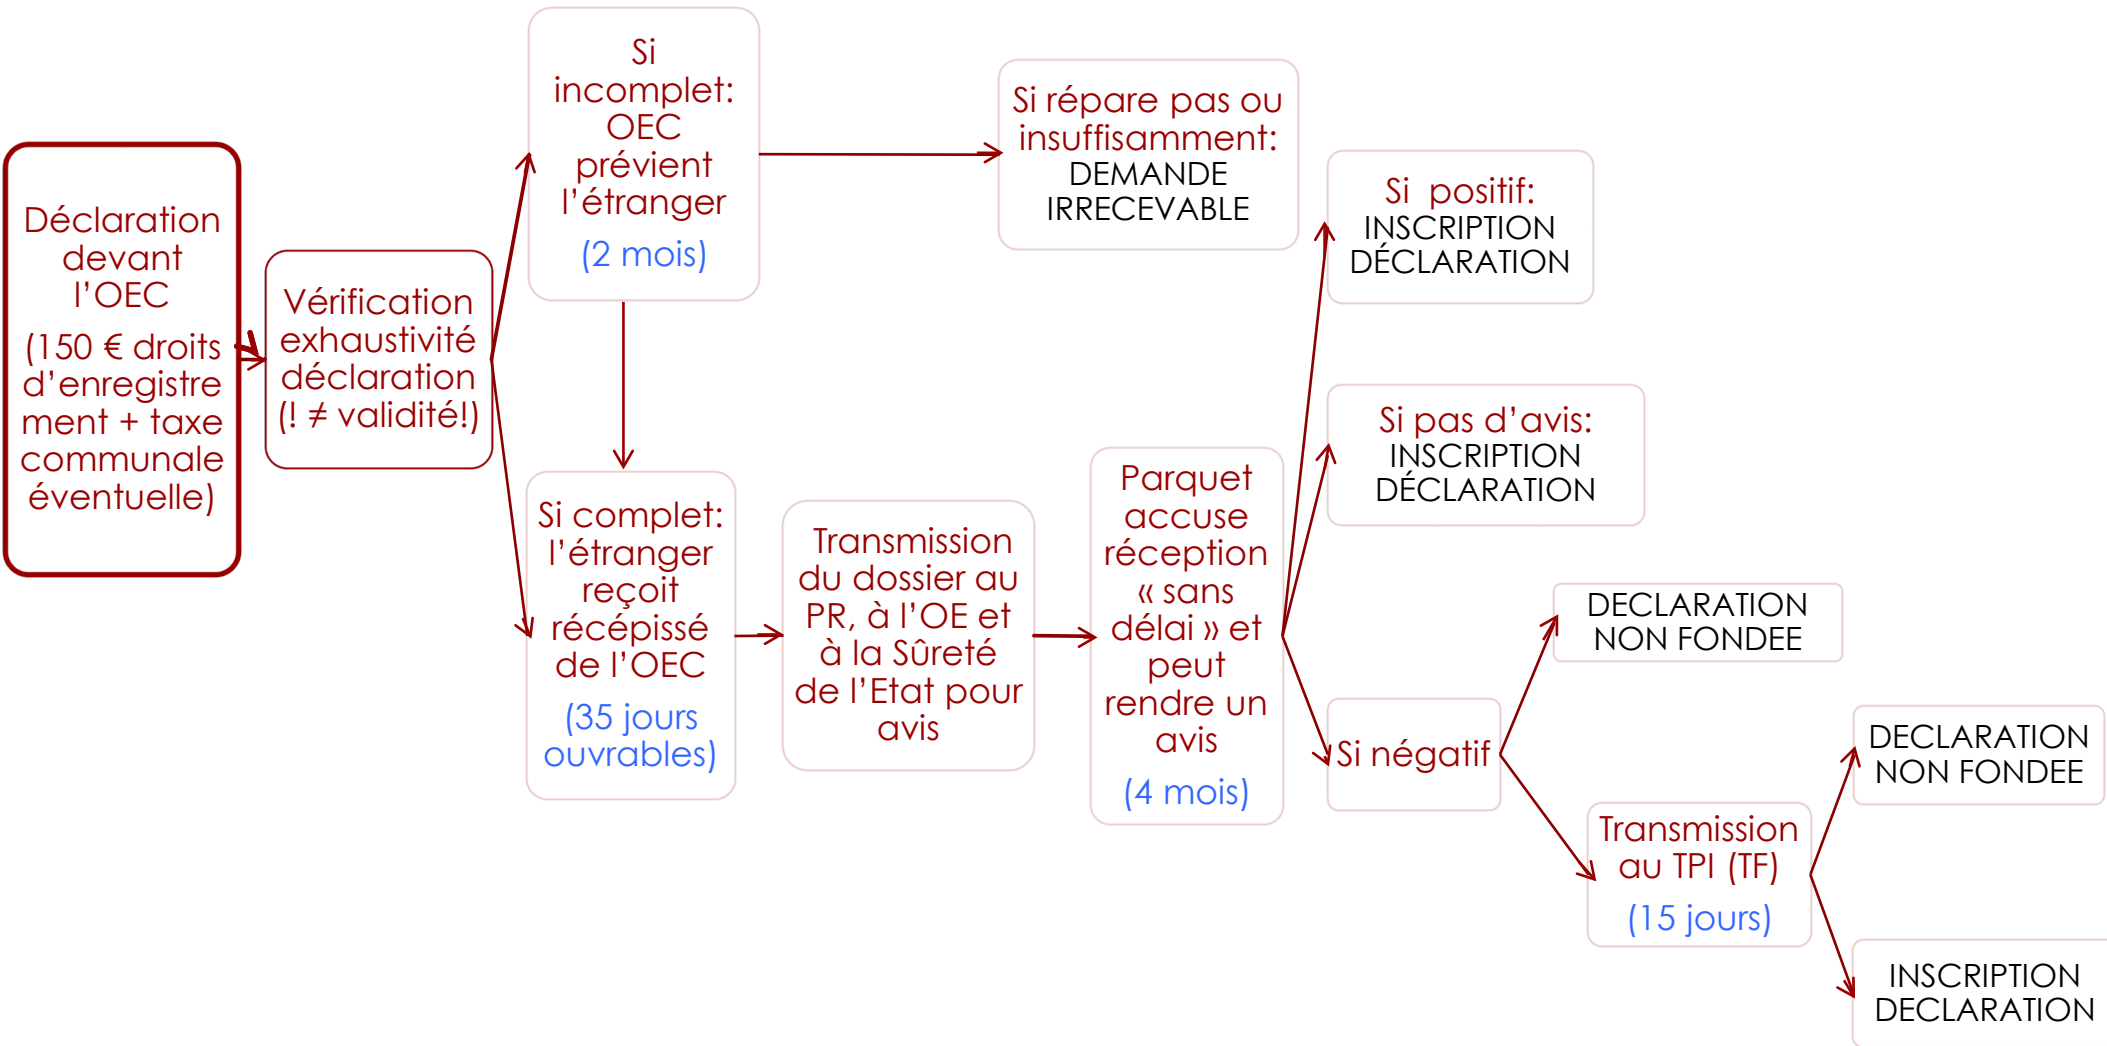 Déclaration
devant
l'OEC
(150 € droits
d'enregistre
ment + taxe
communale
éventuelle)
Vérification
exhaustivité
déclaration
(! ≠ validité!)
Si
incomplet:
OEC
prévient
l'étranger
(2 mois)
Si répare pas ou
insuffisamment:
DEMANDE
IRRECEVABLE
Si complet:
l'étranger
reçoit
récépissé
de l'OEC
(35 jours
ouvrables)
Transmission
du dossier au
PR, à l'OE et
à la Sûreté
de l'Etat pour
avis
Parquet
accuse
réception
« sans
délai » et
peut
rendre un
avis
(4 mois)
Si  positif:
INSCRIPTION
DÉCLARATION
Si pas d'avis:
INSCRIPTION
DÉCLARATION
Si négatif
DECLARATION
NON FONDEE
Transmission
au TPI (TF)
(15 jours)
DECLARATION
NON FONDEE
INSCRIPTION
DECLARATION